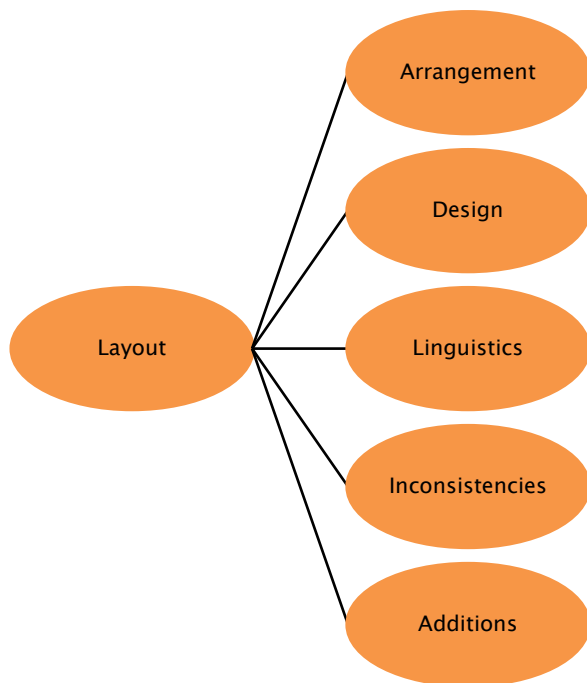 Arrangement
Design
Layout
Linguistics
Inconsistencies
Additions